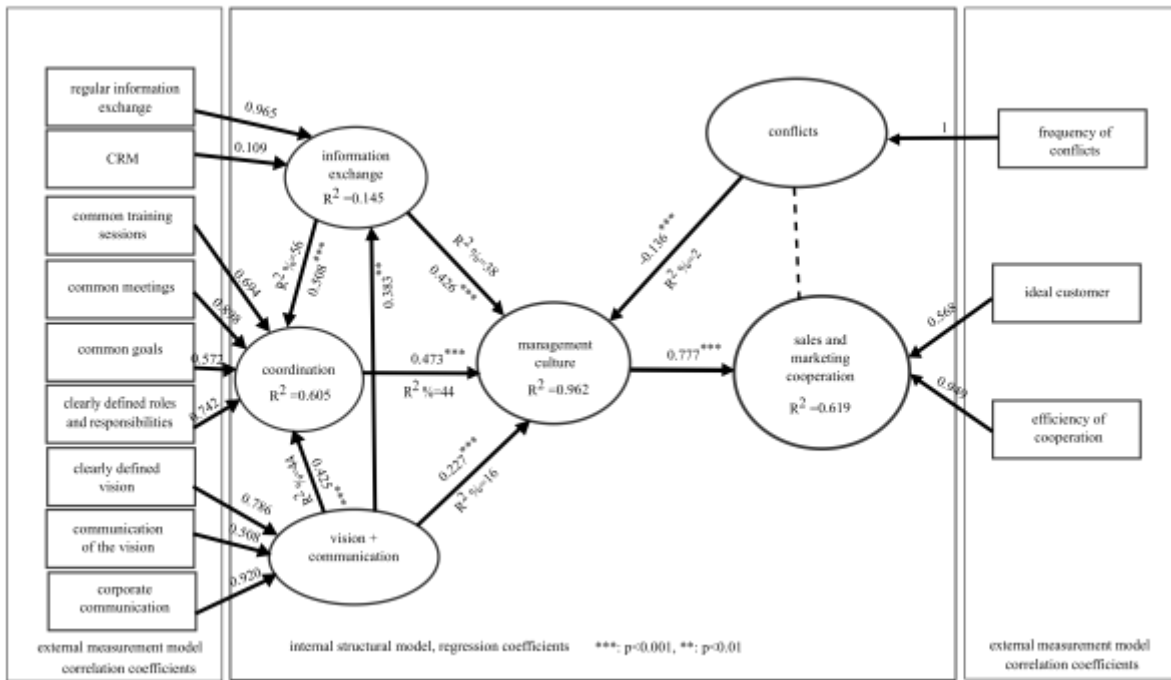 regular information
exchange
CRM
common training
sessions
common meetings
common goals
clearly defined roles
and responsibilities
clearly defined
vision
communication
of the vision
corporate
communication
external measurement model
correlation coefficients
0.965
0.109
0.694
0.898
0.572
0.742
0.786
0.508
0.920
information
exchange
R² =0.145
R² %=56
0.508***
0.383**
R² %=38
0.426***
coordination
R² =0.605
0.473***
R² %=44
R² %=44
0.425***
0.227***
R² %=16
vision +
communication
management
culture
R² =0.962
conflicts
-0.136***
R² %=2
0.777***
sales and
marketing
cooperation
R² =0.619
internal structural model, regression coefficients ***: p<0.001, **: p<0.01
1
frequency of
conflicts
0.568
ideal customer
0.949
efficiency of
cooperation
external measurement model
correlation coefficients